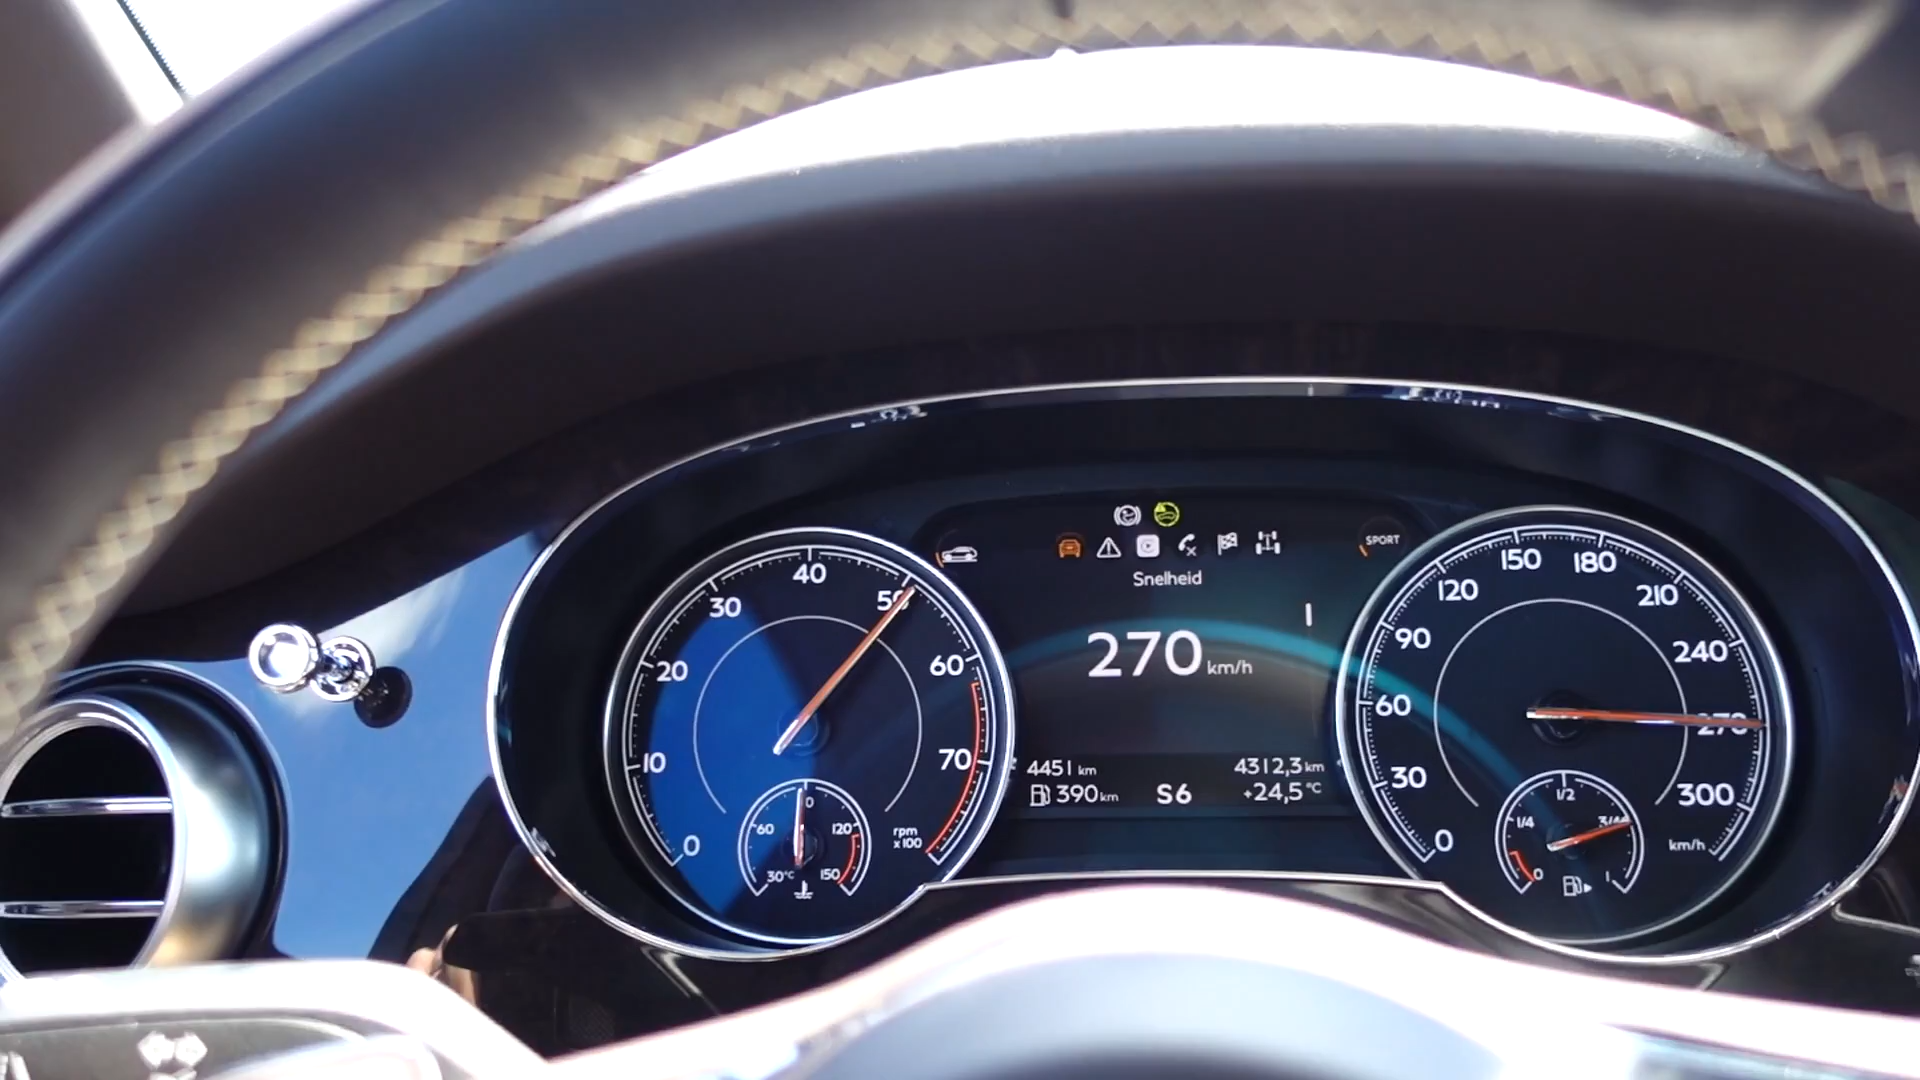 SPORT
Snelheid
270 km/h
4451 km
4312,3 km
390 km
S6
+24,5 °C
0
10
20
30
40
50
60
70
rpm
x100
30°C
60
120
150
0
30
60
90
120
150
180
210
240
270
300
km/h
0
1/4
1/2
3/4
1